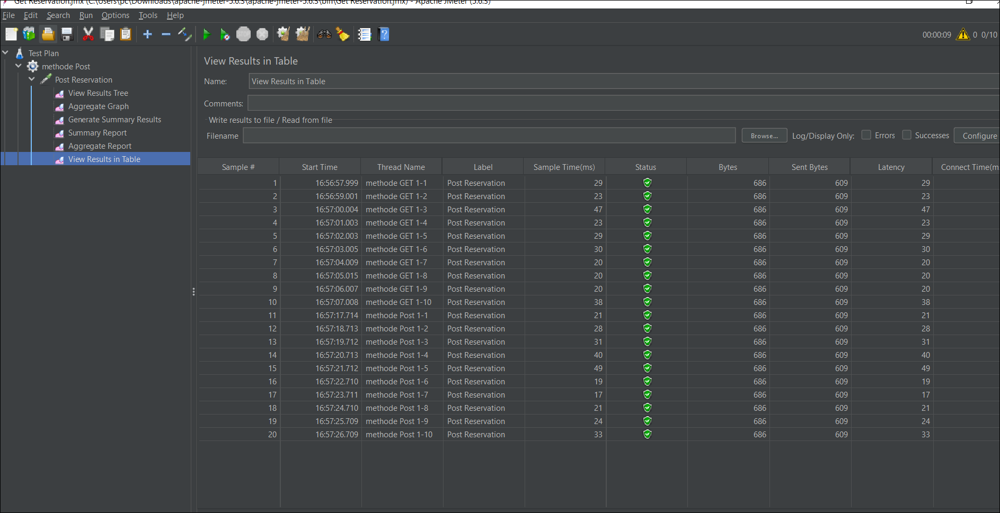 Get Reservation.jmx (C:\Users\pc\Downloads\apache-jmeter-5.6.3\apache-jmeter-5.6.3\bin\Get Reservation.jmx) - Apache JMeter (5.6.3)
File Edit Search Run Options Tools Help
STOP
00:00:09 0 0/10
Test Plan
methode Post
Post Reservation
View Results Tree
Aggregate Graph
Generate Summary Results
Summary Report
Aggregate Report
View Results in Table
View Results in Table
Name: View Results in Table
Comments:
Write results to file / Read from file
Filename Browse... Log/Display Only: Errors Successes Configure
Sample # Start Time Thread Name Label Sample Time(ms) Status Bytes Sent Bytes Latency Connect Time(m
1 16:56:57.999 methode GET 1-1 Post Reservation 29 686 609 29
2 16:56:59.001 methode GET 1-2 Post Reservation 23 686 609 23
3 16:57:00.004 methode GET 1-3 Post Reservation 47 686 609 47
4 16:57:01.003 methode GET 1-4 Post Reservation 23 686 609 23
5 16:57:02.003 methode GET 1-5 Post Reservation 29 686 609 29
6 16:57:03.005 methode GET 1-6 Post Reservation 30 686 609 30
7 16:57:04.009 methode GET 1-7 Post Reservation 20 686 609 20
8 16:57:05.015 methode GET 1-8 Post Reservation 20 686 609 20
9 16:57:06.007 methode GET 1-9 Post Reservation 20 686 609 20
10 16:57:07.008 methode GET 1-10 Post Reservation 38 686 609 38
11 16:57:17.714 methode Post 1-1 Post Reservation 21 686 609 21
12 16:57:18.713 methode Post 1-2 Post Reservation 28 686 609 28
13 16:57:19.712 methode Post 1-3 Post Reservation 31 686 609 31
14 16:57:20.713 methode Post 1-4 Post Reservation 40 686 609 40
15 16:57:21.712 methode Post 1-5 Post Reservation 49 686 609 49
16 16:57:22.710 methode Post 1-6 Post Reservation 19 686 609 19
17 16:57:23.711 methode Post 1-7 Post Reservation 17 686 609 17
18 16:57:24.710 methode Post 1-8 Post Reservation 21 686 609 21
19 16:57:25.709 methode Post 1-9 Post Reservation 24 686 609 24
20 16:57:26.709 methode Post 1-10 Post Reservation 33 686 609 33